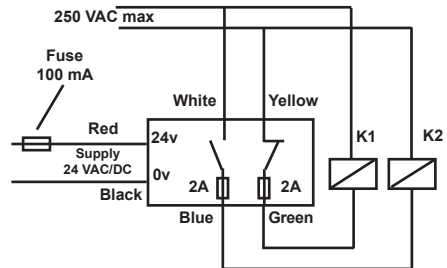 250 VAC max
Fuse
100 mA
White
Yellow
K1
K2
Red
24v
Supply
24 VAC/DC
0v
2A
2A
Black
Blue
Green